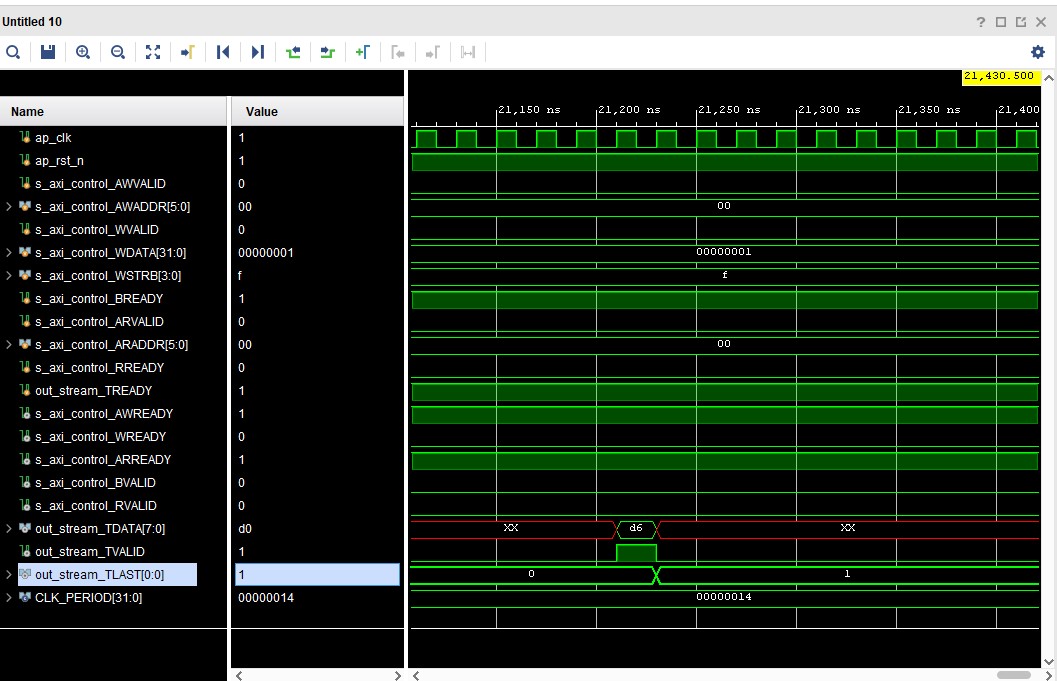 Untitled 10
21,430.500
Name Value
21,150 ns 21,200 ns 21,250 ns 21,300 ns 21,350 ns 21,400
ap_clk 1
ap_rst_n 1
s_axi_control_AWVALID 0
s_axi_control_AWADDR[5:0] 00 00
s_axi_control_WVALID 0
s_axi_control_WDATA[31:0] 00000001 00000001
s_axi_control_WSTRB[3:0] f f
s_axi_control_BREADY 1
s_axi_control_ARVALID 0
s_axi_control_ARADDR[5:0] 00 00
s_axi_control_RREADY 0
out_stream_TREADY 1
s_axi_control_AWREADY 1
s_axi_control_WREADY 0
s_axi_control_ARREADY 1
s_axi_control_BVALID 0
s_axi_control_RVALID 0
out_stream_TDATA[7:0] d0 XX d6 XX
out_stream_TVALID 1
out_stream_TLAST[0:0] 1 0 1
CLK_PERIOD[31:0] 00000014 00000014